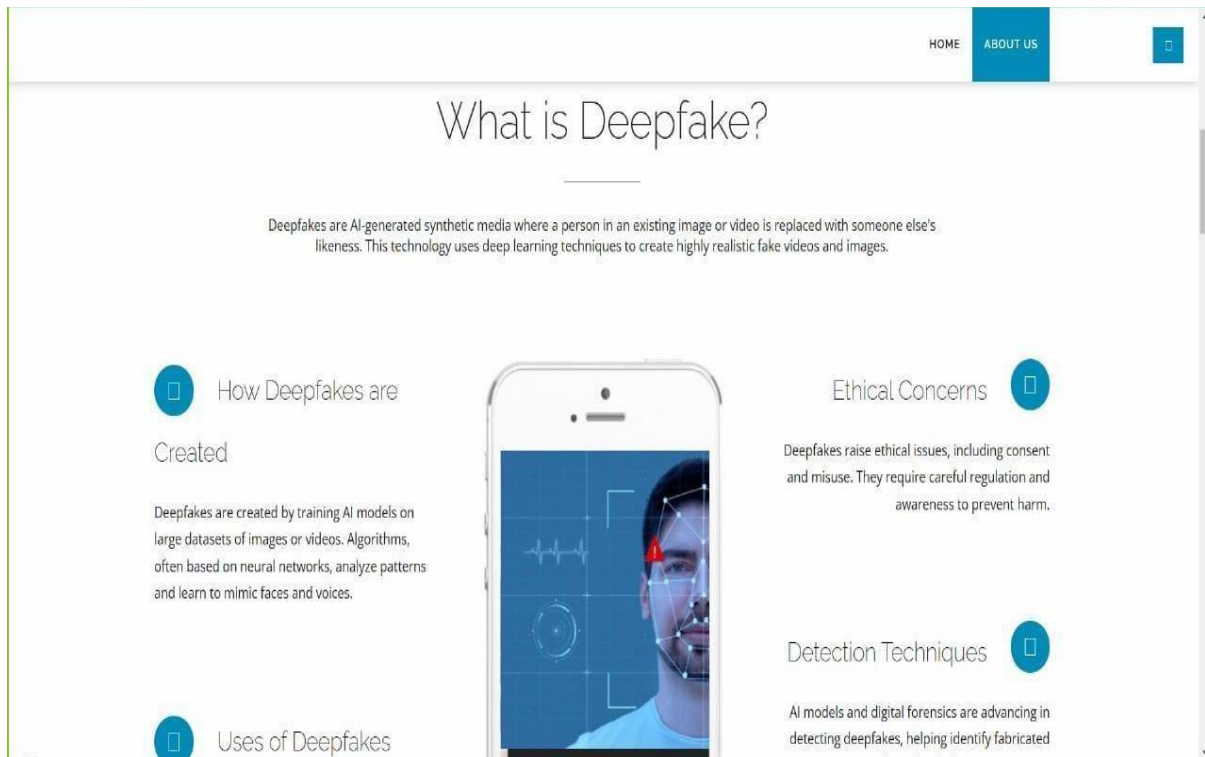 HOME ABOUT US
What is Deepfake?
Deepfakes are AI-generated synthetic media where a person in an existing image or video is replaced with someone else's
likeness. This technology uses deep learning techniques to create highly realistic fake videos and images.
How Deepfakes are
Created
Deepfakes are created by training AI models on
large datasets of images or videos. Algorithms,
often based on neural networks, analyze patterns
and learn to mimic faces and voices.
Uses of Deepfakes
Ethical Concerns
Deepfakes raise ethical issues, including consent
and misuse. They require careful regulation and
awareness to prevent harm.
Detection Techniques
AI models and digital forensics are advancing in
detecting deepfakes, helping identify fabricated